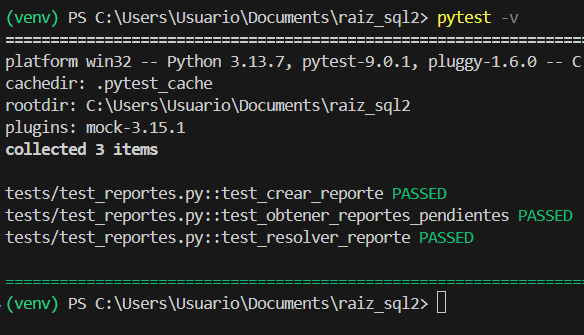 (venv) PS C:\Users\Usuario\Documents\raiz_sql2> pytest -v
==========================================================================
platform win32 -- Python 3.13.7, pytest-9.0.1, pluggy-1.6.0 -- C
cachedir: .pytest_cache
rootdir: C:\Users\Usuario\Documents\raiz_sql2
plugins: mock-3.15.1
collected 3 items
tests/test_reportes.py::test_crear_reporte PASSED
tests/test_reportes.py::test_obtener_reportes_pendientes PASSED
tests/test_reportes.py::test_resolver_reporte PASSED
==========================================================================
(venv) PS C:\Users\Usuario\Documents\raiz_sql2>